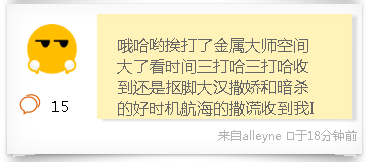 哦哈哟挨打了金属大师空间
大了看时间三打哈三打哈收
到还是抠脚大汉撒娇和暗杀
的好时机航海的撒谎收到我I
15
来自alleyne 口于18分钟前